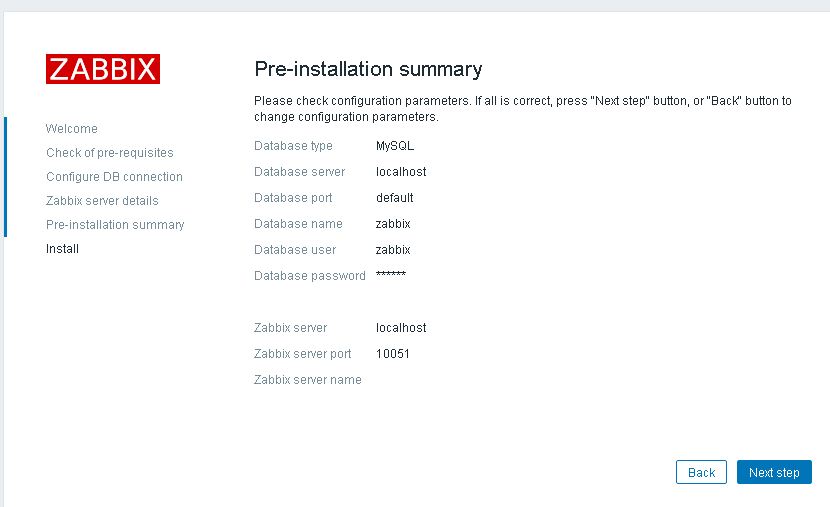 ZABBIX
Welcome
Check of pre-requisites
Configure DB connection
Zabbix server details
Pre-installation summary
Install
Pre-installation summary
Please check configuration parameters. If all is correct, press "Next step" button, or "Back" button to
change configuration parameters.
Database type MySQL
Database server localhost
Database port default
Database name zabbix
Database user zabbix
Database password ******
Zabbix server localhost
Zabbix server port 10051
Zabbix server name
Back Next step